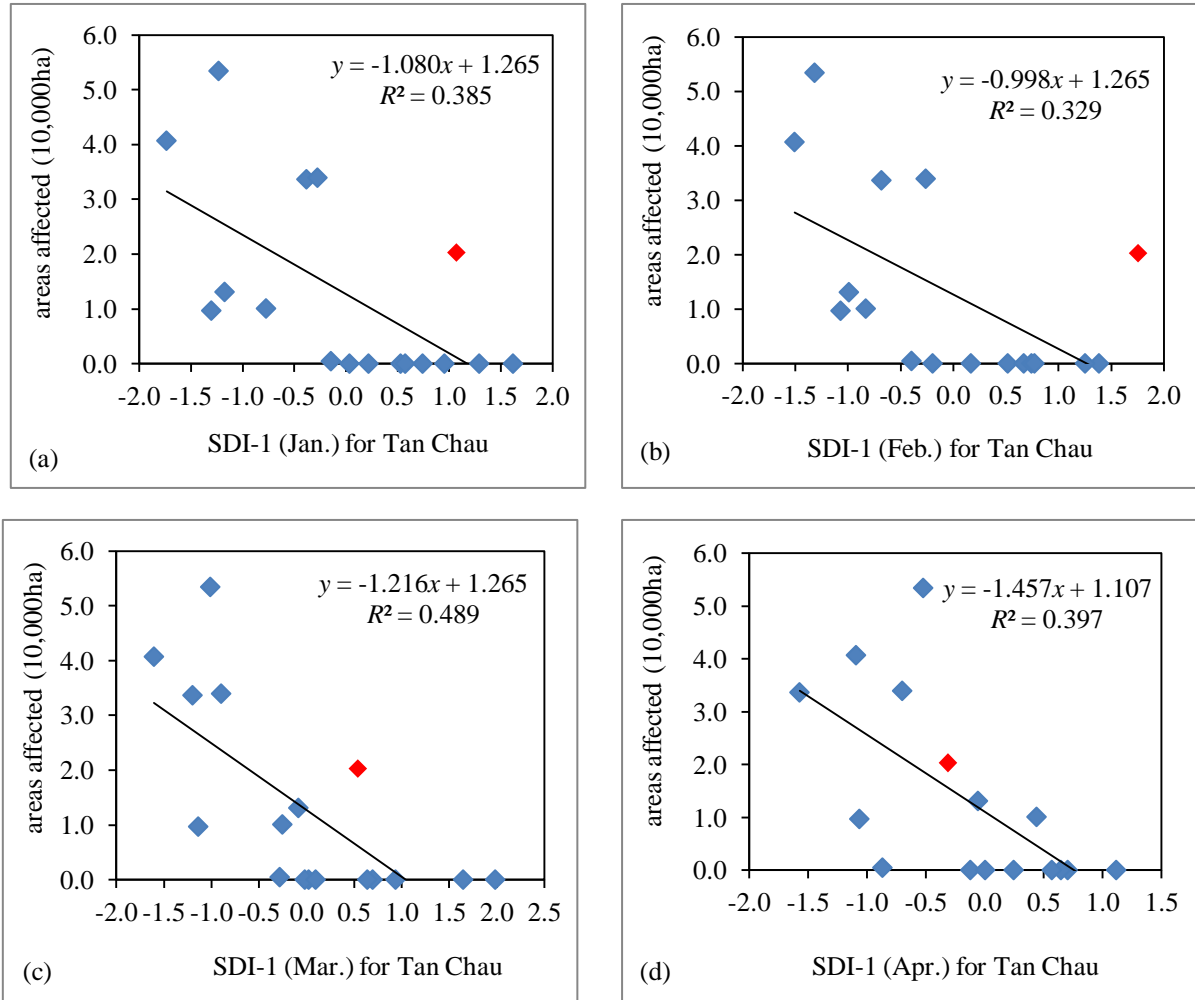 6.0
5.0
4.0
3.0
2.0
1.0
0.0
areas affected (10,000ha)
y = -1.080x + 1.265
R² = 0.385
-2.0 -1.5 -1.0 -0.5 0.0 0.5 1.0 1.5 2.0
SDI-1 (Jan.) for Tan Chau
(a)
6.0
5.0
4.0
3.0
2.0
1.0
0.0
areas affected (10,000ha)
y = -0.998x + 1.265
R² = 0.329
-2.0 -1.5 -1.0 -0.5 0.0 0.5 1.0 1.5 2.0
SDI-1 (Feb.) for Tan Chau
(b)
6.0
5.0
4.0
3.0
2.0
1.0
0.0
areas affected (10,000ha)
y = -1.216x + 1.265
R² = 0.489
-2.0 -1.5 -1.0 -0.5 0.0 0.5 1.0 1.5 2.0 2.5
SDI-1 (Mar.) for Tan Chau
(c)
6.0
5.0
4.0
3.0
2.0
1.0
0.0
areas affected (10,000ha)
y = -1.457x + 1.107
R² = 0.397
-2.0 -1.5 -1.0 -0.5 0.0 0.5 1.0 1.5
SDI-1 (Apr.) for Tan Chau
(d)